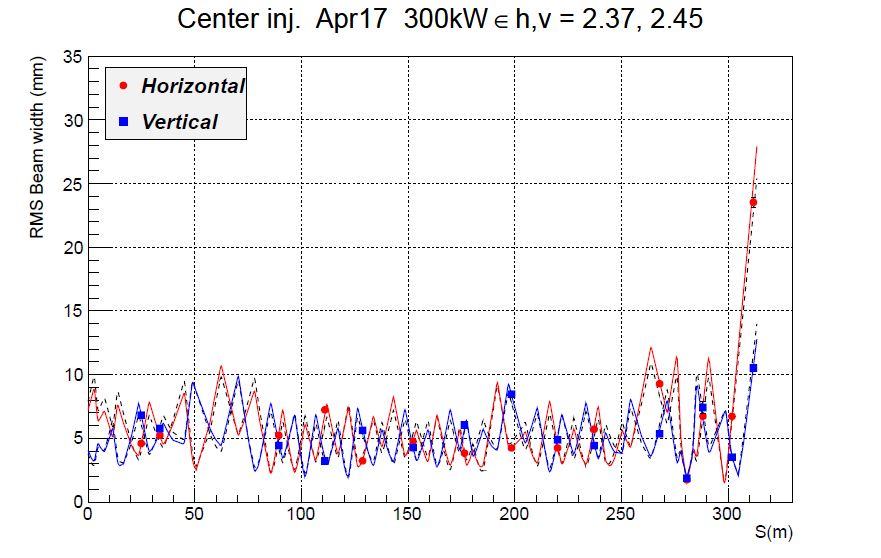 Center inj. Apr17 300kW ∈ h,v = 2.37, 2.45
RMS Beam width (mm)
35
30
25
20
15
10
5
0
Horizontal
Vertical
0 50 100 150 200 250 300
S(m)